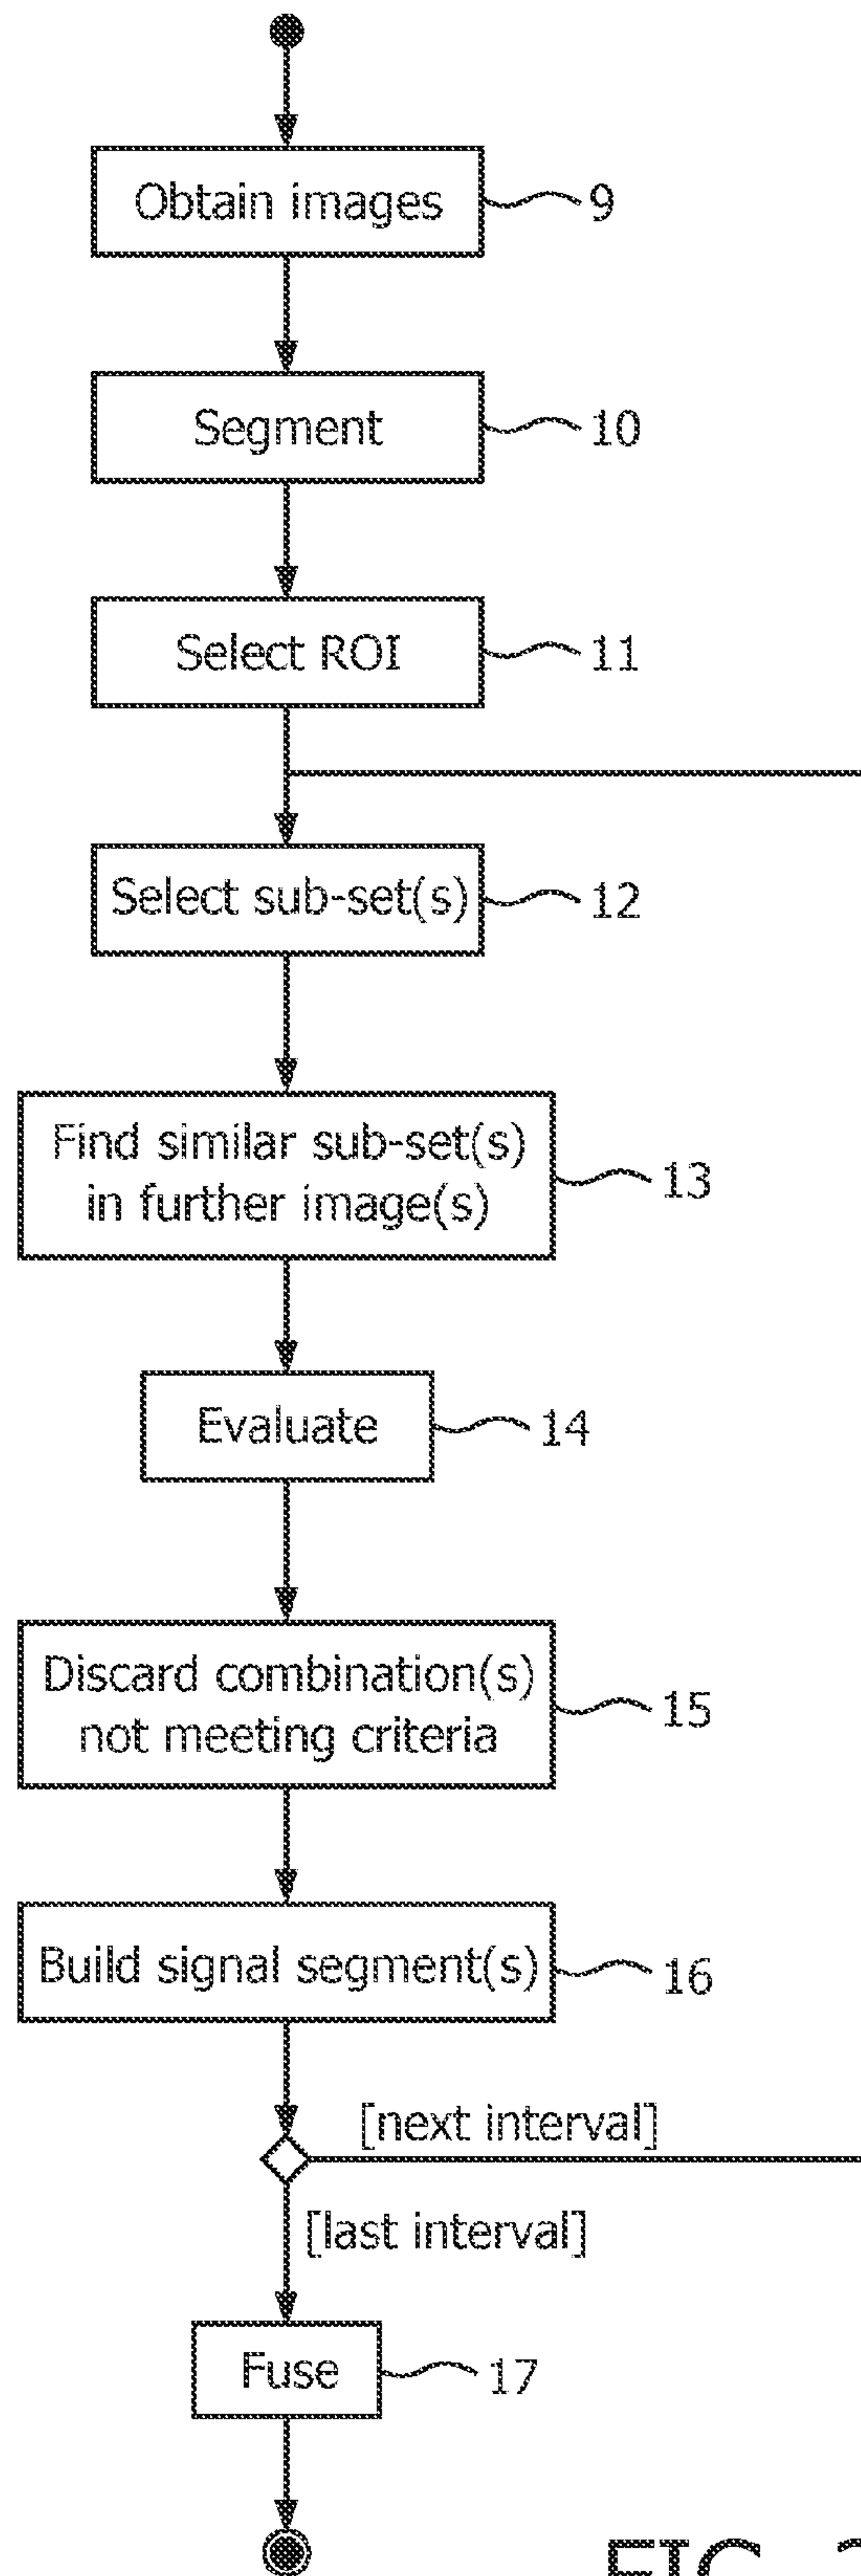 Obtain images
9
Segment
10
Select ROI
11
Select sub-set(s)
12
Find similar sub-set(s)
in further image(s)
13
Evaluate
14
Discard combination(s)
not meeting criteria
15
Build signal segment(s)
16
[next interval]
[last interval]
Fuse
17
FIG.